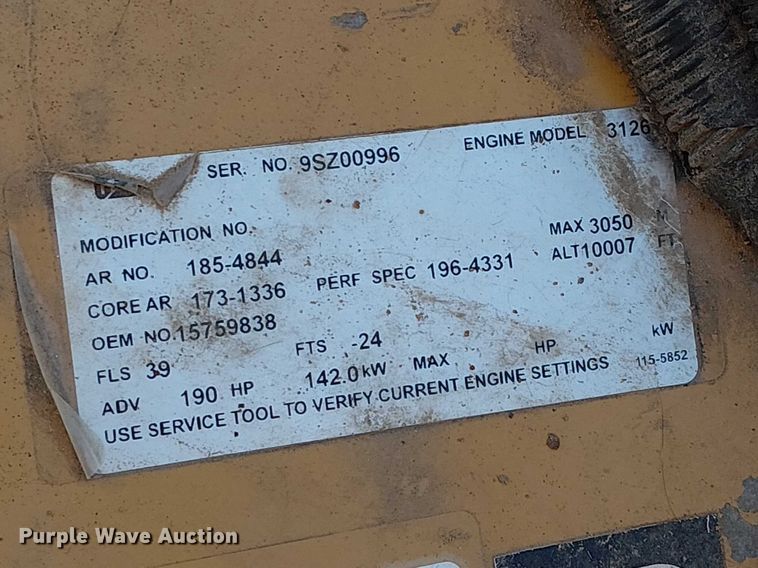 SER. NO. 9SZ00996 ENGINE MODEL 3126
MODIFICATION NO.
AR NO. 185-4844 MAX 3050 M
CORE AR 173-1336 PERF SPEC 196-4331 ALT10007 FT
OEM NO.15759838
FLS 39 FTS -24
ADV 190 HP 142.0 kW MAX HP kW
USE SERVICE TOOL TO VERIFY CURRENT ENGINE SETTINGS 115-5852
Purple Wave Auction